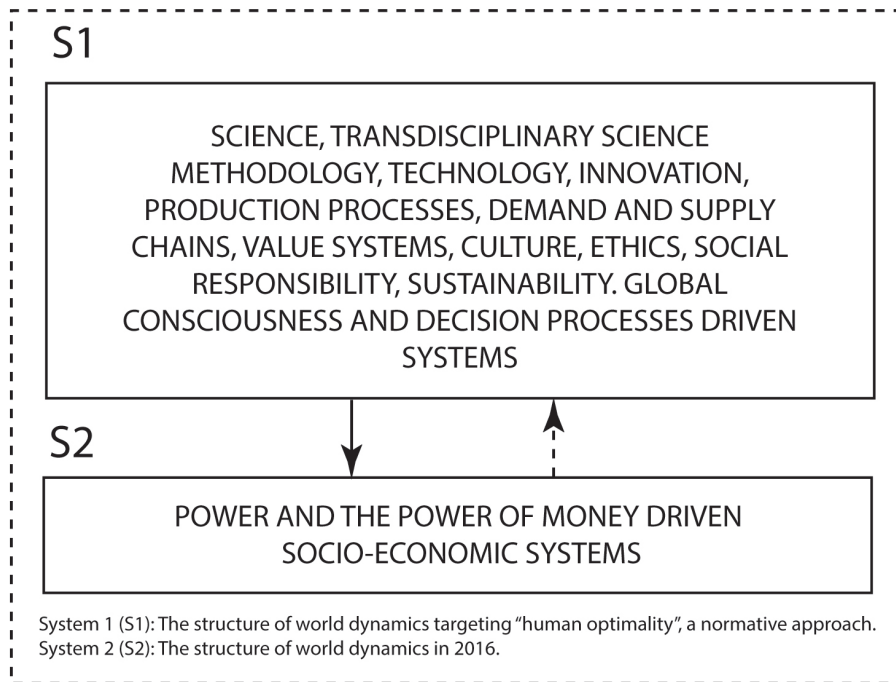 S1
SCIENCE, TRANSDISCIPLINARY SCIENCE
METHODOLOGY, TECHNOLOGY, INNOVATION,
PRODUCTION PROCESSES, DEMAND AND SUPPLY
CHAINS, VALUE SYSTEMS, CULTURE, ETHICS, SOCIAL
RESPONSIBILITY, SUSTAINABILITY. GLOBAL
CONSCIOUSNESS AND DECISION PROCESSES DRIVEN
SYSTEMS
S2
POWER AND THE POWER OF MONEY DRIVEN
SOCIO-ECONOMIC SYSTEMS
System 1 (S1): The structure of world dynamics targeting “human optimality”, a normative approach.
System 2 (S2): The structure of world dynamics in 2016.